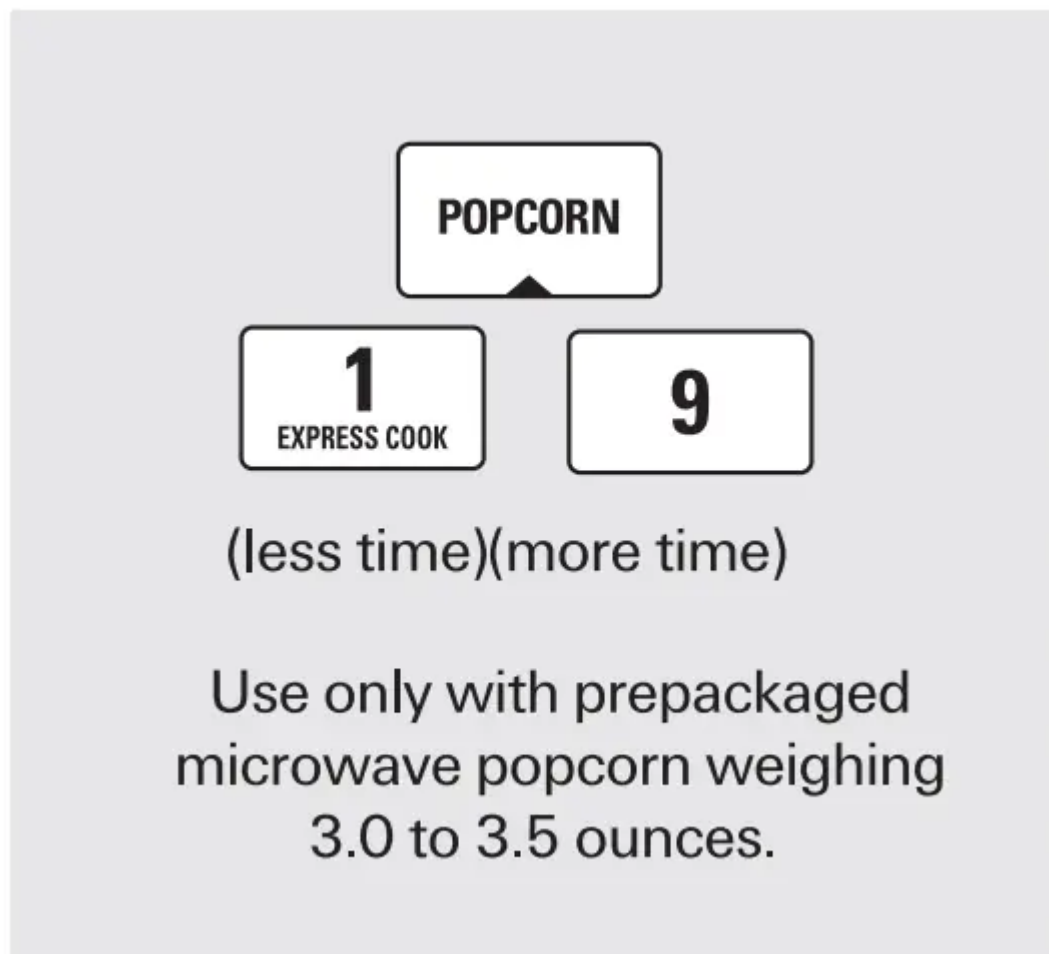 POPCORN
1 9
EXPRESS COOK
(less time)(more time)
Use only with prepackaged
microwave popcorn weighing
3.0 to 3.5 ounces.